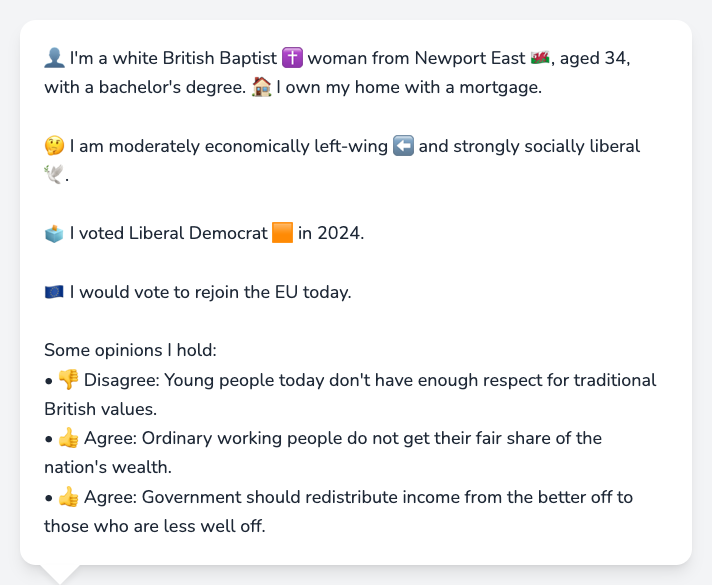 👤 I'm a white British Baptist ✝️ woman from Newport East 🏴󠁧󠁢󠁷󠁬󠁳󠁿, aged 34,
with a bachelor's degree. 🏠 I own my home with a mortgage.
🤔 I am moderately economically left-wing ⬅️ and strongly socially liberal
🕊️.
🗳️ I voted Liberal Democrat 🟧 in 2024.
🇪🇺 I would vote to rejoin the EU today.
Some opinions I hold:
• 👎 Disagree: Young people today don't have enough respect for traditional
British values.
• 👍 Agree: Ordinary working people do not get their fair share of the
nation's wealth.
• 👍 Agree: Government should redistribute income from the better off to
those who are less well off.